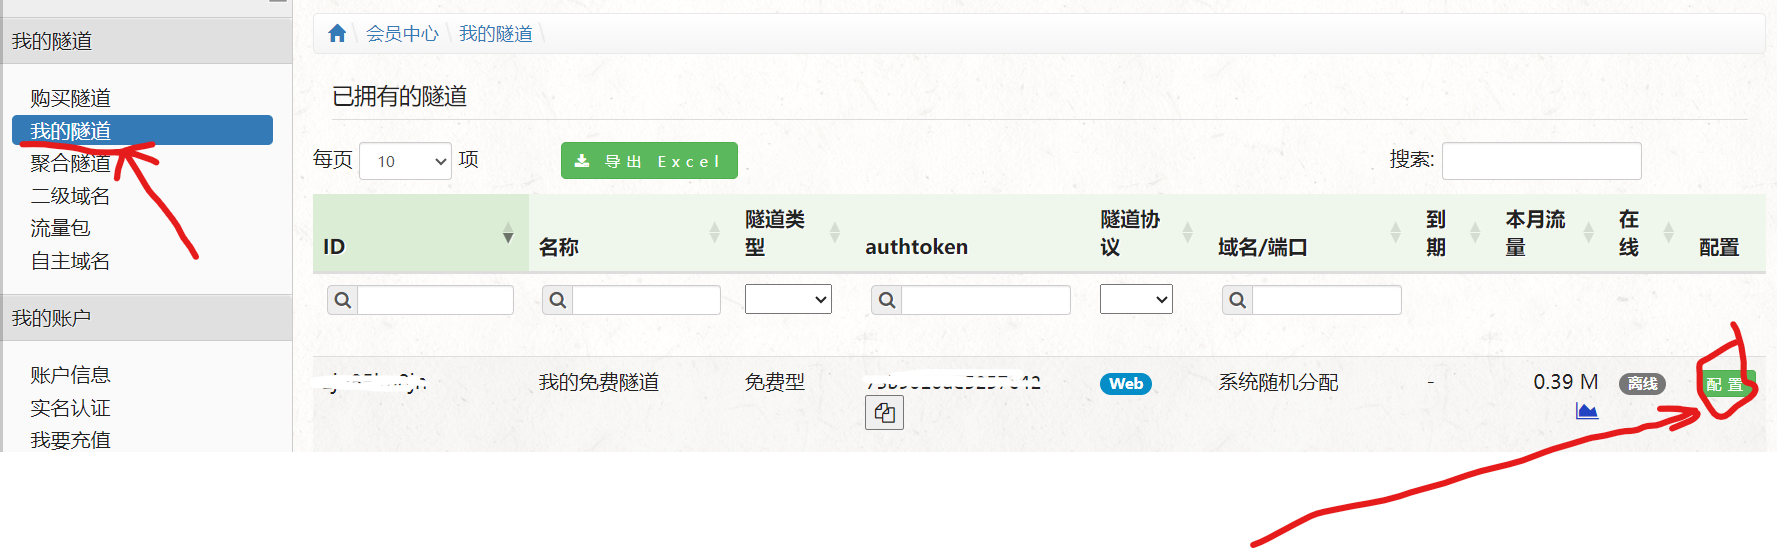 我的隧道
购买隧道
我的隧道
聚合隧道
二级域名
流量包
自主域名
我的账户
账户信息
实名认证
我要充值
会员中心 我的隧道
已拥有的隧道
每页 10 项 导出 Excel 搜索:
ID 名称 隧道类型 authtoken 隧道协议 域名/端口 到期 本月流量 在线 配置
我的免费隧道 免费型 Web 系统随机分配 - 0.39 M 离线 配置